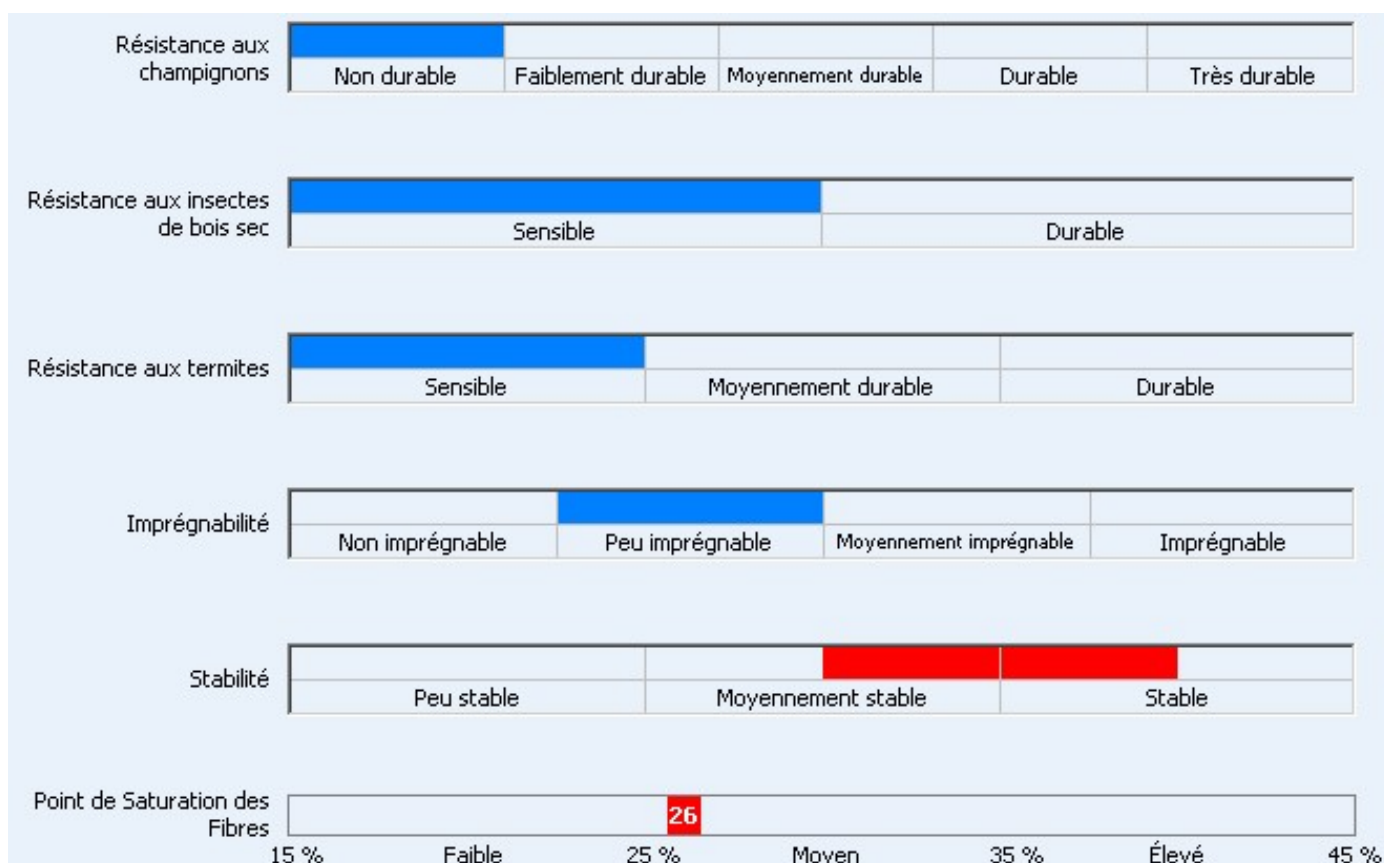 Résistance aux
champignons
Non durable Faiblement durable Moyennement durable Durable Très durable
Résistance aux insectes
de bois sec
Sensible Durable
Résistance aux termites
Sensible Moyennement durable Durable
Imprégnabilité
Non imprégnable Peu imprégnable Moyennement imprégnable Imprégnable
Stabilité
Peu stable Moyennement stable Stable
Point de Saturation des
Fibres
26
15 % Faible 25 % Moyen 35 % Élevé 45 %